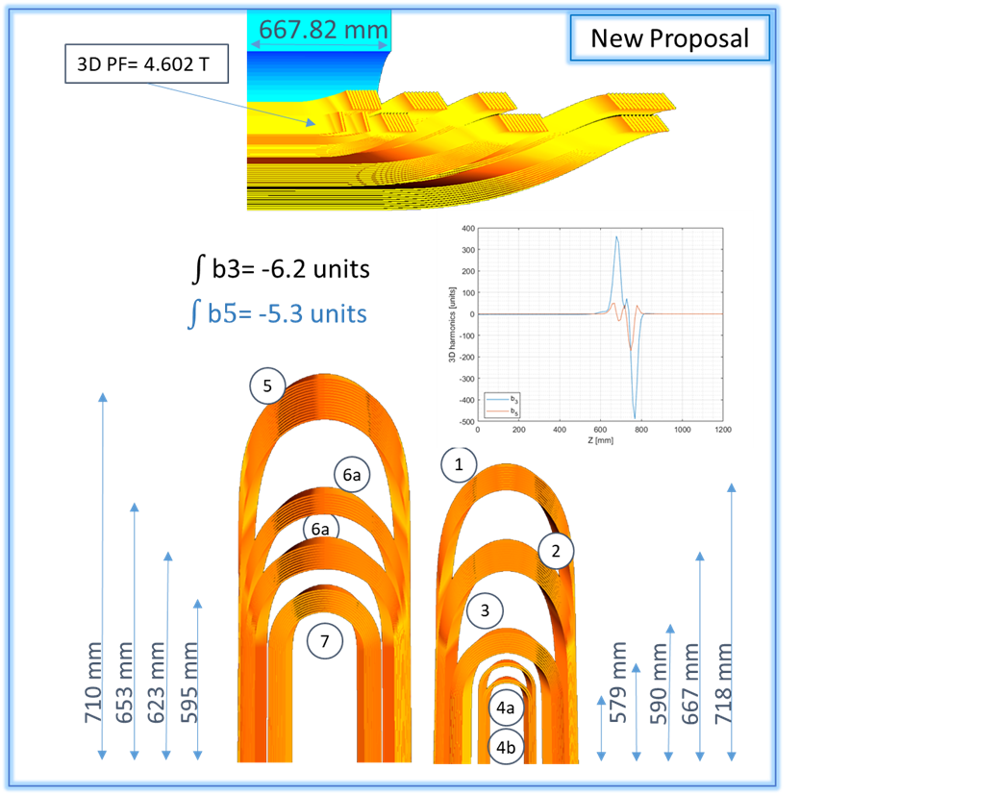 667.82 mm
New Proposal
3D PF= 4.602 T
∫ b3= -6.2 units
∫ b5= -5.3 units
400
300
200
100
0
-100
-200
-300
-400
-500
3D harmonics [units]
b3
b5
0 200 400 600 800 1000 1200
Z [mm]
5
6a
6a
7
1
2
3
4a
4b
710 mm
653 mm
623 mm
595 mm
579 mm
590 mm
667 mm
718 mm